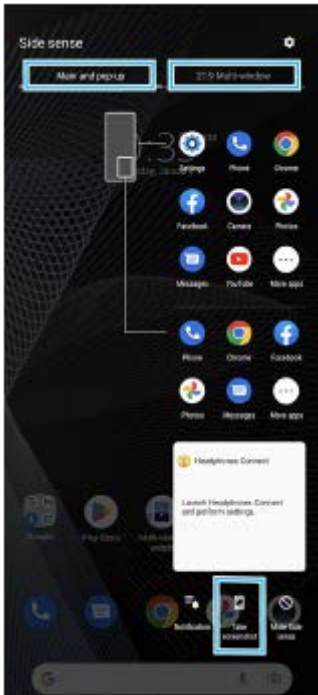 Side sense
Main and pop-up
21:9 Multi-window
Settings
Phone
Chrome
Facebook
Camera
Photos
Messages
YouTube
More apps
Phone
Chrome
Facebook
Photos
Messages
More apps
Headphones Connect
Launch Headphones Connect
and perform settings.
Google
Play Store
Notification
Take
screenshot
Hide Side
sense